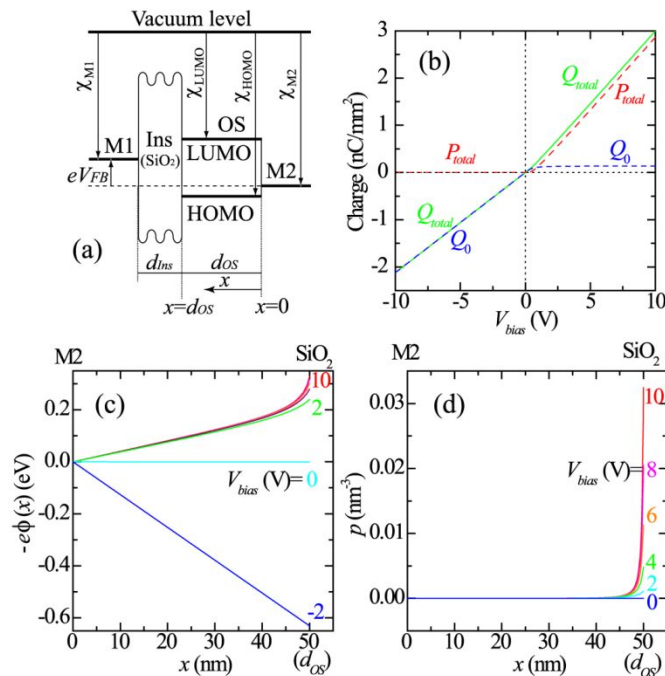 Vacuum level
(a)
χM1
χLUMO
χHOMO
χM2
OS
M1
Ins
(SiO2)
LUMO
M2
eVFB
HOMO
dIns
dOS
x
x=dOS
x=0
(b)
Charge (nC/mm²)
3
2
1
0
-1
-2
Qtotal
Ptotal
Ptotal
Q0
Qtotal
Q0
-10
-5
0
5
10
Vbias (V)
M2
SiO2
(c)
-eϕ(x) (eV)
0.2
0.0
-0.2
-0.4
-0.6
10
2
Vbias (V)= 0
-2
0
10
20
30
40
50
x (nm)
(dOS)
M2
SiO2
(d)
p (nm-3)
0.03
0.02
0.01
0.00
10
Vbias (V)= 8
6
4
2
0
0
10
20
30
40
50
x (nm)
(dOS)